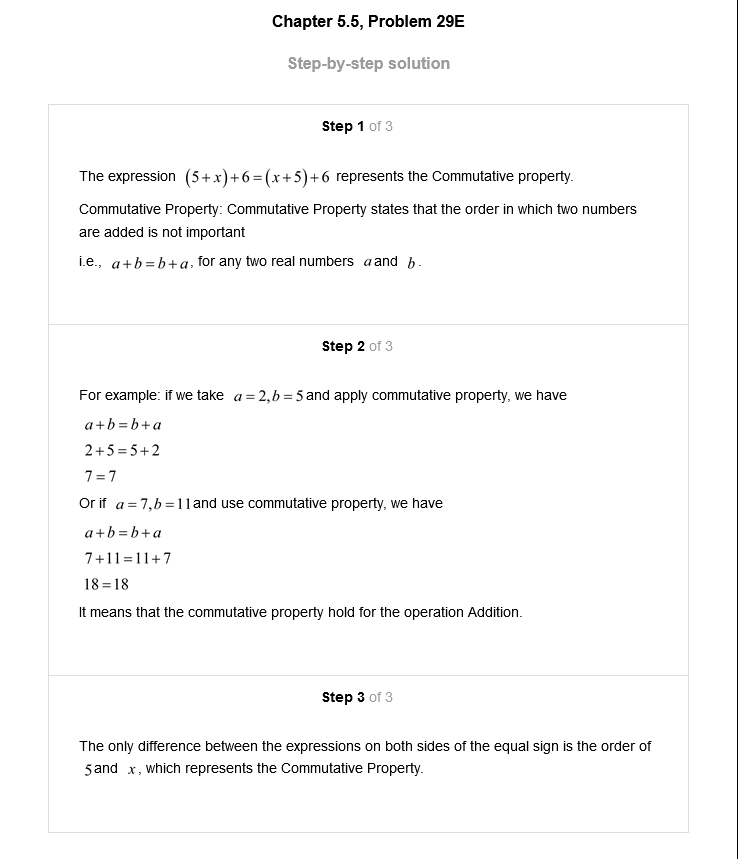 Chapter 5.5, Problem 29E
Step-by-step solution
Step 1 of 3
The expression (5+x)+6=(x+5)+6 represents the Commutative property.
Commutative Property: Commutative Property states that the order in which two numbers
are added is not important
i.e., a+b=b+a, for any two real numbers a and b.
Step 2 of 3
For example: if we take a=2,b=5 and apply commutative property, we have
a+b=b+a
2+5=5+2
7=7
Or if a=7,b=11 and use commutative property, we have
a+b=b+a
7+11=11+7
18=18
It means that the commutative property hold for the operation Addition.
Step 3 of 3
The only difference between the expressions on both sides of the equal sign is the order of
5 and x, which represents the Commutative Property.